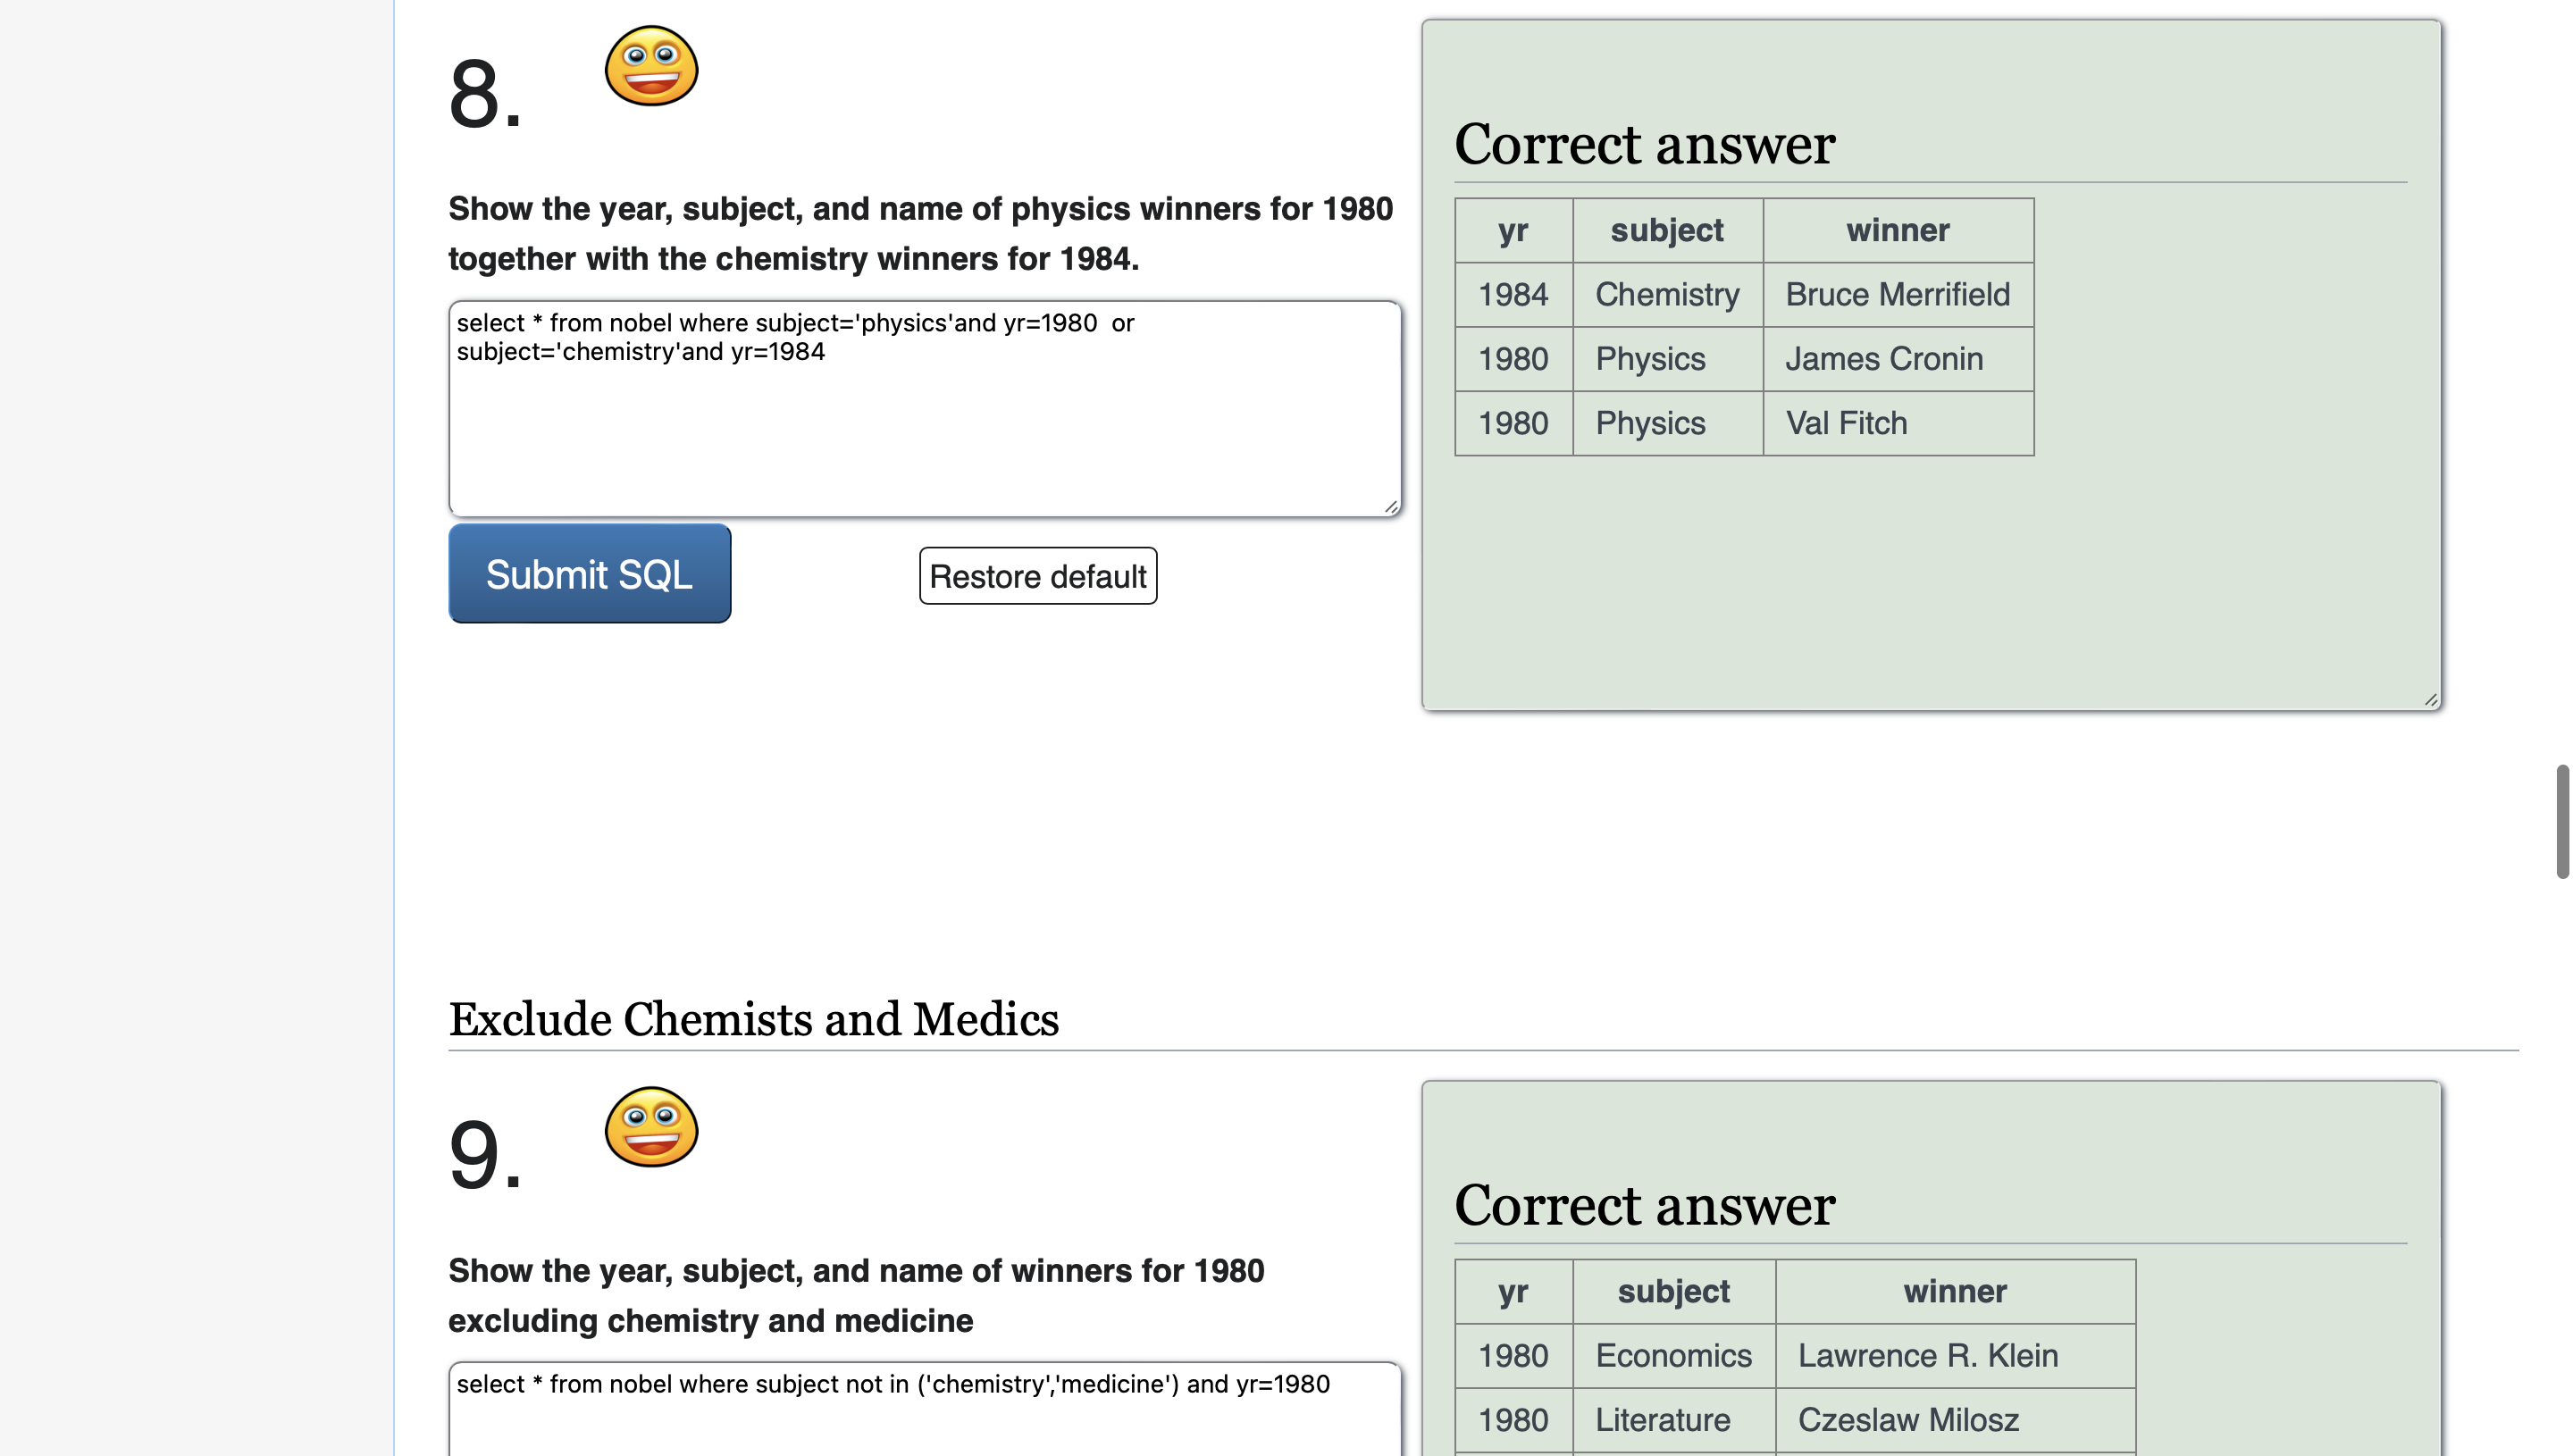 8.
Show the year, subject, and name of physics winners for 1980
together with the chemistry winners for 1984.
select * from nobel where subject='physics'and yr=1980  or
subject='chemistry'and yr=1984
Submit SQL
Restore default
Correct answer
yr subject winner
1984 Chemistry Bruce Merrifield
1980 Physics James Cronin
1980 Physics Val Fitch
Exclude Chemists and Medics
9.
Show the year, subject, and name of winners for 1980
excluding chemistry and medicine
select * from nobel where subject not in ('chemistry','medicine') and yr=1980
Correct answer
yr subject winner
1980 Economics Lawrence R. Klein
1980 Literature Czeslaw Milosz